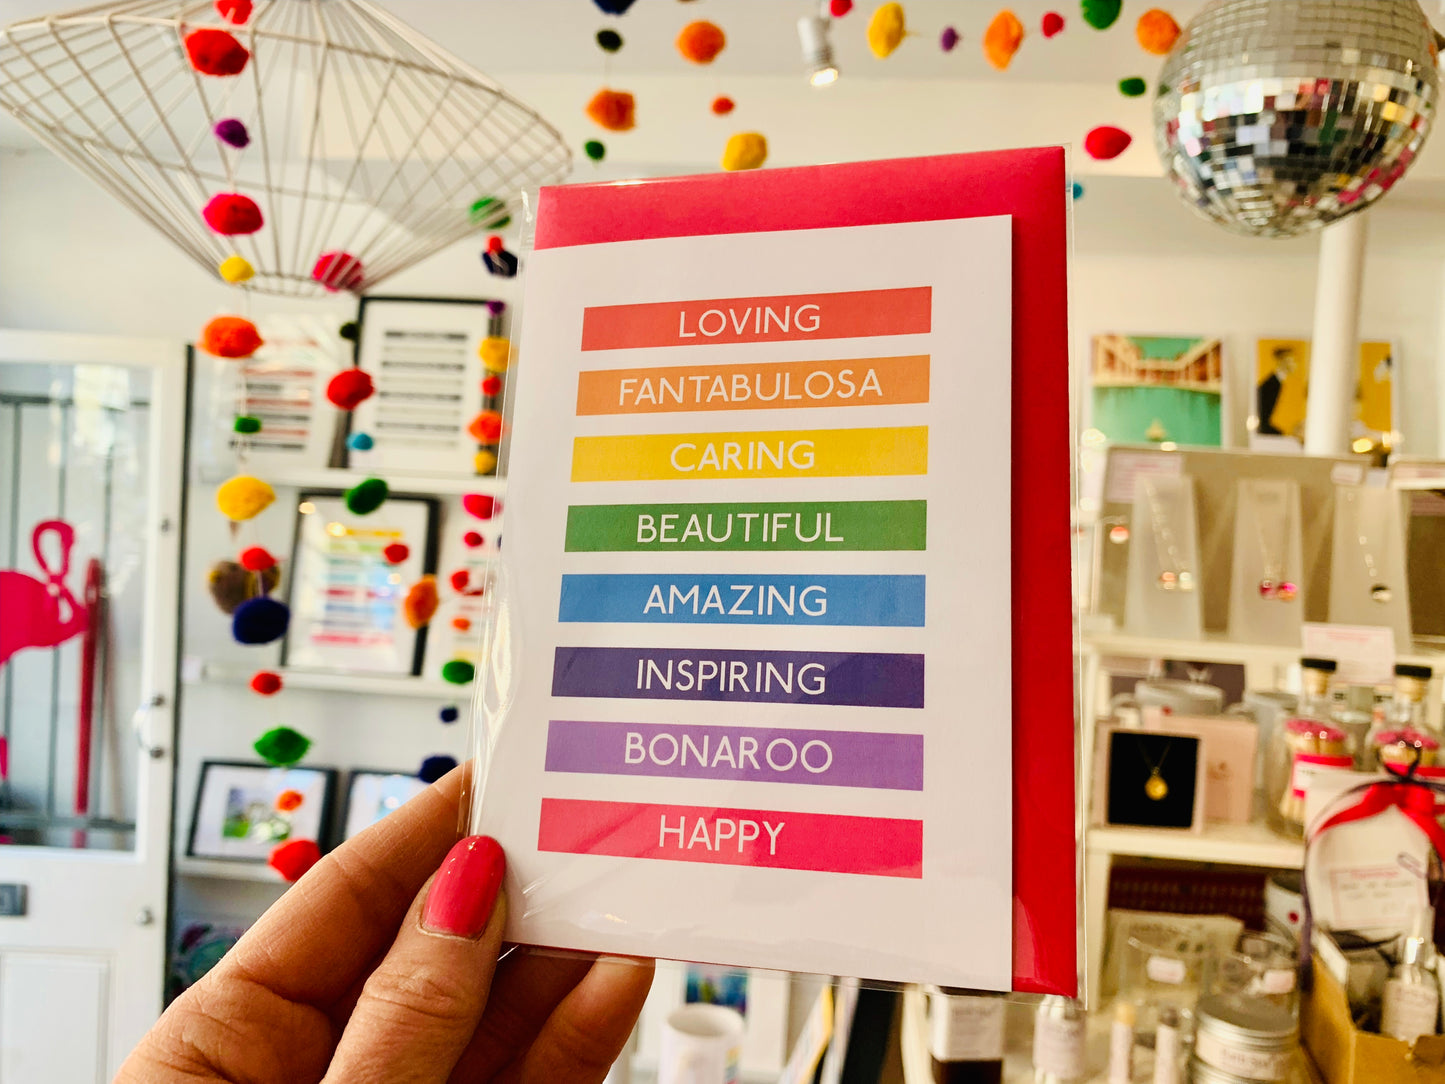 LOVING
FANTABULOSA
CARING
BEAUTIFUL
AMAZING
INSPIRING
BONAROO
HAPPY